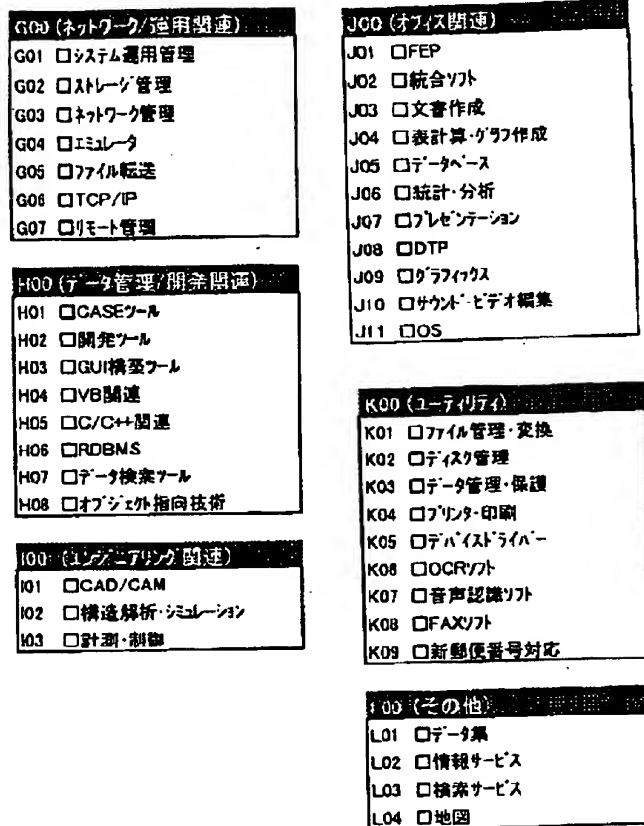 G00 (ネットワーク/運用関連)
G01 □システム運用管理
G02 □ストレージ管理
G03 □ネットワーク管理
G04 □エミュレータ
G05 □ファイル転送
G06 □TCP/IP
G07 □リモート管理
H00 (データ管理/開発関連)
H01 □CASEツール
H02 □開発ツール
H03 □GUI構築ツール
H04 □VB関連
H05 □C/C++関連
H06 □RDBMS
H07 □データ検索ツール
H08 □オブジェクト指向技術
I00 (エンジニアリング関連)
I01 □CAD/CAM
I02 □構造解析・シミュレーション
I03 □計測・制御
J00 (オフィス関連)
J01 □FEP
J02 □統合ソフト
J03 □文書作成
J04 □表計算・グラフ作成
J05 □データベース
J06 □統計・分析
J07 □プレゼンテーション
J08 □DTP
J09 □グラフィックス
J10 □サウンド・ビデオ編集
J11 □OS
K00 (ユーティリティ)
K01 □ファイル管理・変換
K02 □ディスク管理
K03 □データ管理・保護
K04 □プリンタ・印刷
K05 □デバイスドライバー
K06 □OCRソフト
K07 □音声認識ソフト
K08 □FAXソフト
K09 □新郵便番号対応
L00 (その他)
L01 □データ集
L02 □情報サービス
L03 □検索サービス
L04 □地図